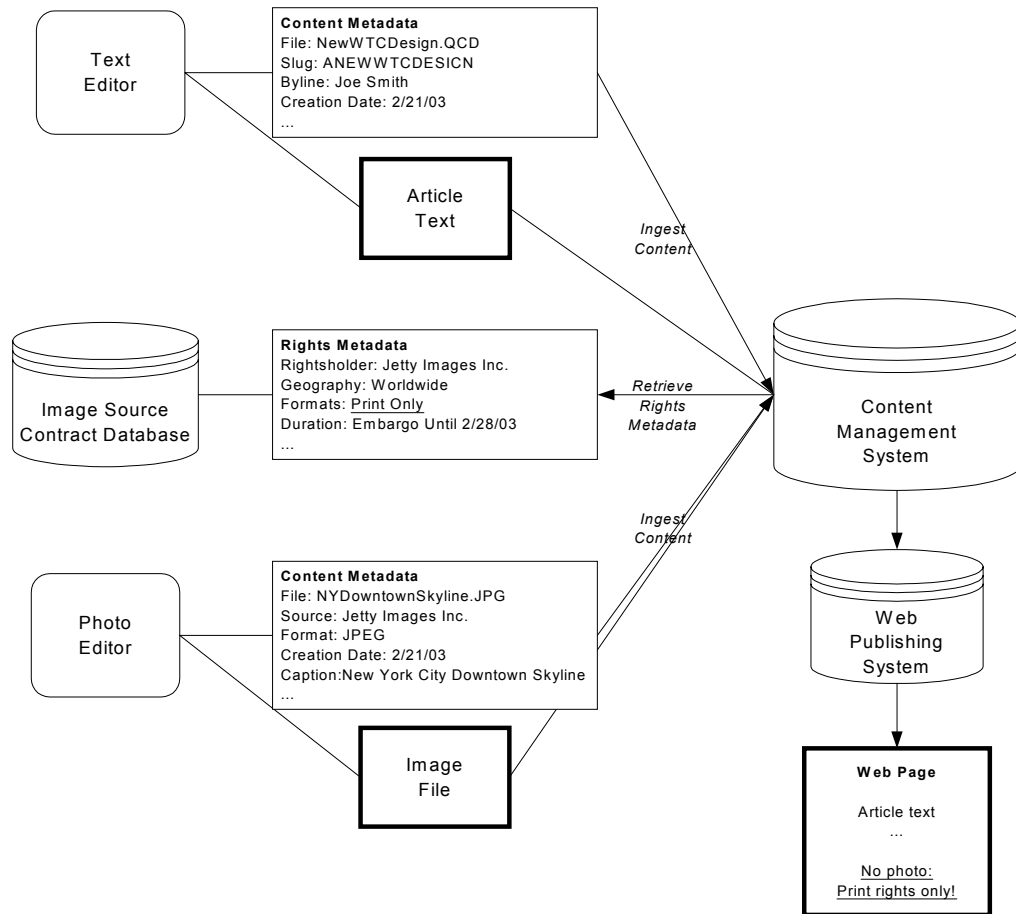 Text
Editor
Content Metadata
File: NewWTCDesign.QCD
Slug: ANEWWTCDESICN
Byline: Joe Smith
Creation Date: 2/21/03
...
Article
Text
Ingest
Content
Image Source
Contract Database
Rights Metadata
Rightsholder: Jetty Images Inc.
Geography: Worldwide
Formats: Print Only
Duration: Embargo Until 2/28/03
...
Retrieve
Rights
Metadata
Content
Management
System
Ingest
Content
Photo
Editor
Content Metadata
File: NYDowntownSkyline.JPG
Source: Jetty Images Inc.
Format: JPEG
Creation Date: 2/21/03
Caption:New York City Downtown Skyline
...
Image
File
Web
Publishing
System
Web Page
Article text
...
No photo:
Print rights only!